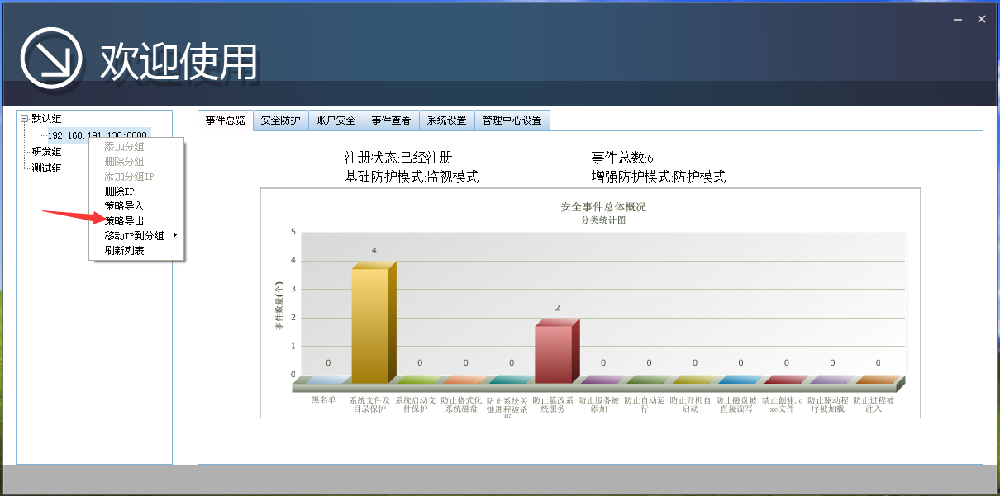 欢迎使用
默认组
192.168.191.130:8080
研发组
测试组
添加分组
删除分组
添加分组IP
删除IP
策略导入
策略导出
移动IP到分组
刷新列表
事件总览 安全防护 账户安全 事件查看 系统设置 管理中心设置
注册状态:已经注册 事件总数:6
基础防护模式:监视模式 增强防护模式:防护模式
安全事件总体概况
分类统计图
事件数量(个)
5
4
3
2
1
0
0 4 0 0 0 2 0 0 0 0 0 0 0
黑名单
系统文件及
目录保护
系统启动文
件保护
防止格式化
系统磁盘
防止系统关
键进程被杀
死
防止篡改系
统服务
防止服务被
添加
防止自动运
行
防止开机自
启动
防止磁盘被
直接读写
禁止创建.e
xe文件
防止驱动程
序被加载
防止进程被
注入